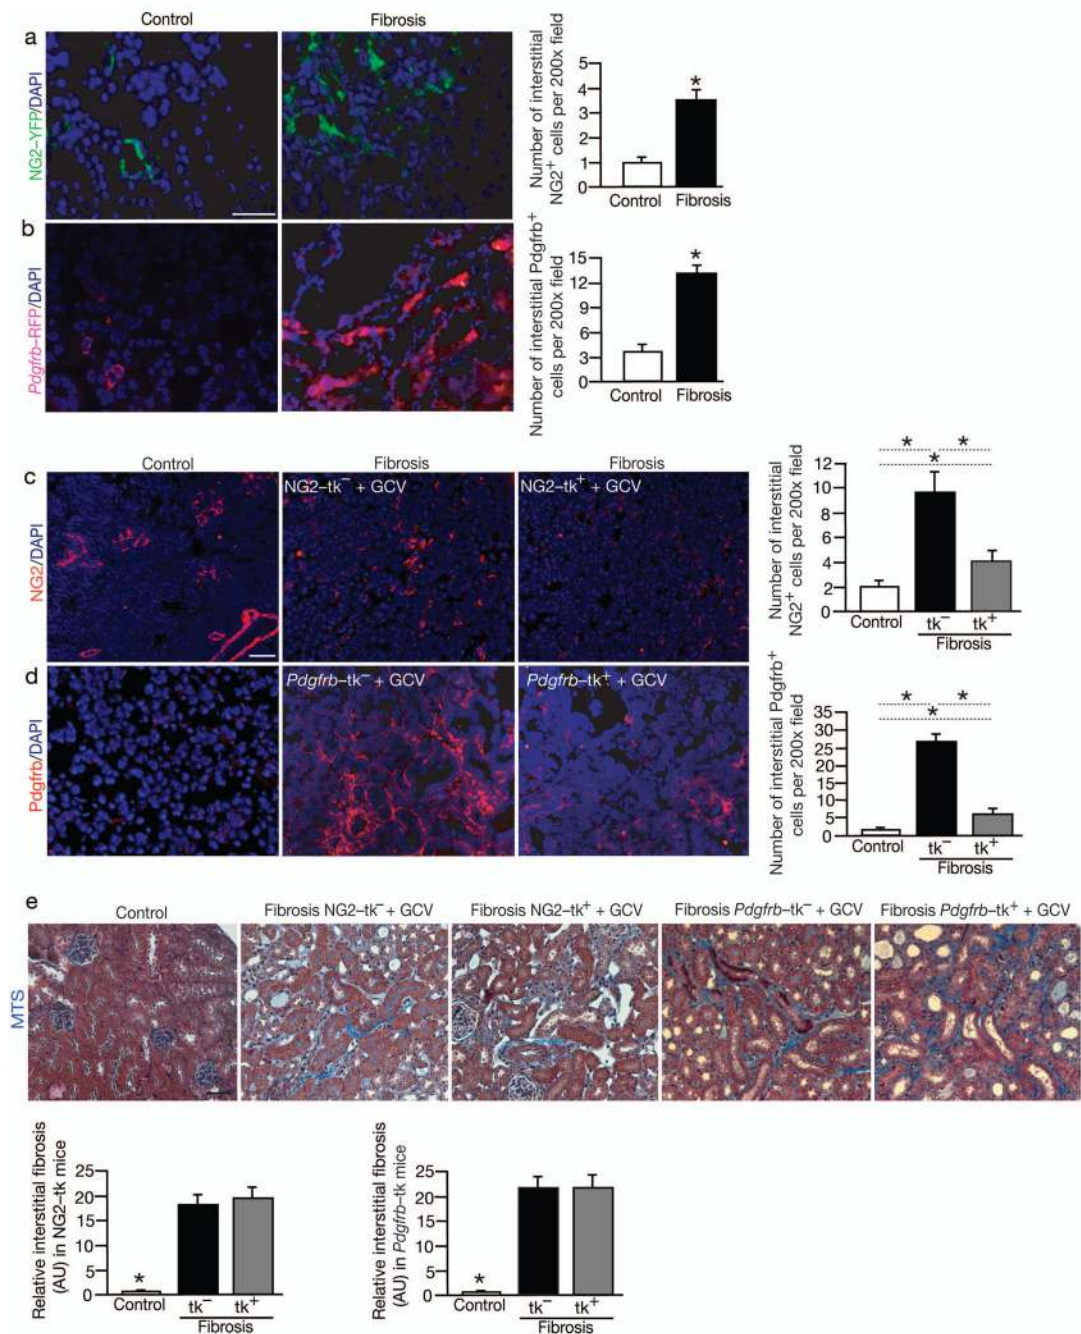 Control
Fibrosis
a
NG2–YFP/DAPI
Number of interstitial
NG2⁺ cells per 200x field
5
4
3
2
1
0
*
Control
Fibrosis
b
Pdgfrb–RFP/DAPI
Number of interstitial Pdgfrb⁺
cells per 200x field
15
12
9
6
3
0
*
Control
Fibrosis
Control
Fibrosis
Fibrosis
c
NG2/DAPI
NG2–tk⁻ + GCV
NG2–tk⁺ + GCV
Number of interstitial
NG2⁺ cells per 200x field
12
10
8
6
4
2
0
* *
*
Control
tk⁻
tk⁺
Fibrosis
d
Pdgfrb/DAPI
Pdgfrb–tk⁻ + GCV
Pdgfrb–tk⁺ + GCV
Number of interstitial Pdgfrb⁺
cells per 200x field
35
30
25
20
15
10
5
0
* *
*
Control
tk⁻
tk⁺
Fibrosis
e
Control
Fibrosis NG2–tk⁻ + GCV
Fibrosis NG2–tk⁺ + GCV
Fibrosis Pdgfrb–tk⁻ + GCV
Fibrosis Pdgfrb–tk⁺ + GCV
MTS
Relative interstitial fibrosis
(AU) in NG2–tk mice
25
20
15
10
5
0
*
Control
tk⁻
tk⁺
Fibrosis
Relative interstitial fibrosis
(AU) in Pdgfrb–tk mice
25
20
15
10
5
0
*
Control
tk⁻
tk⁺
Fibrosis